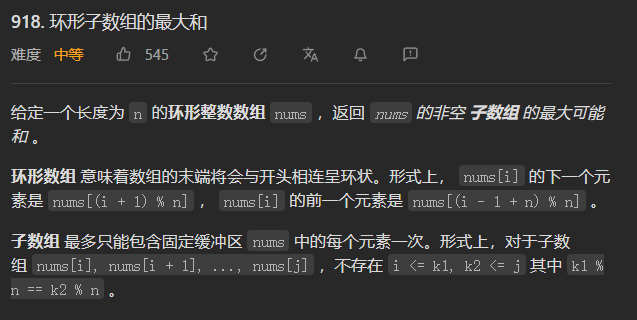 918. 环形子数组的最大和
难度 中等 545
给定一个长度为 n 的环形整数数组 nums ，返回 nums 的非空 子数组 的最大可能
和 。
环形数组 意味着数组的末端将会与开头相连呈环状。形式上， nums[i] 的下一个元
素是 nums[(i + 1) % n] ， nums[i] 的前一个元素是 nums[(i - 1 + n) % n] 。
子数组 最多只能包含固定缓冲区 nums 中的每个元素一次。形式上，对于子数
组 nums[i], nums[i + 1], ..., nums[j] ，不存在 i <= k1, k2 <= j 其中 k1 %
n == k2 % n 。